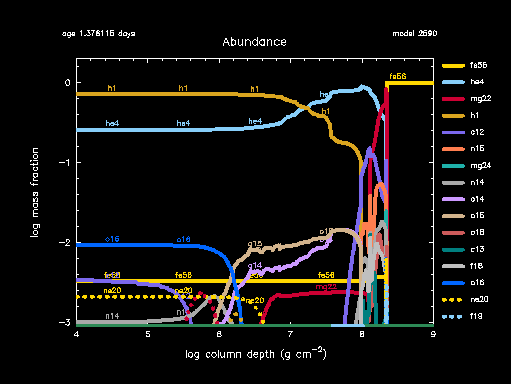 age 1.376115 days
model 2590
Abundance
fe56
0
h1 h1 h1
he4
he4 he4 he4
h1
log mass fraction
-1
-2
-3
o16 o16
o15
o14
fe56 fe56 fe56
mg22
ne20 ne20 ne20
n14
4 5 6 7 8 9
log column depth (g cm⁻²)
fe56
he4
mg22
h1
c12
n15
mg24
n14
o14
o15
o18
c13
f18
o16
ne20
f19